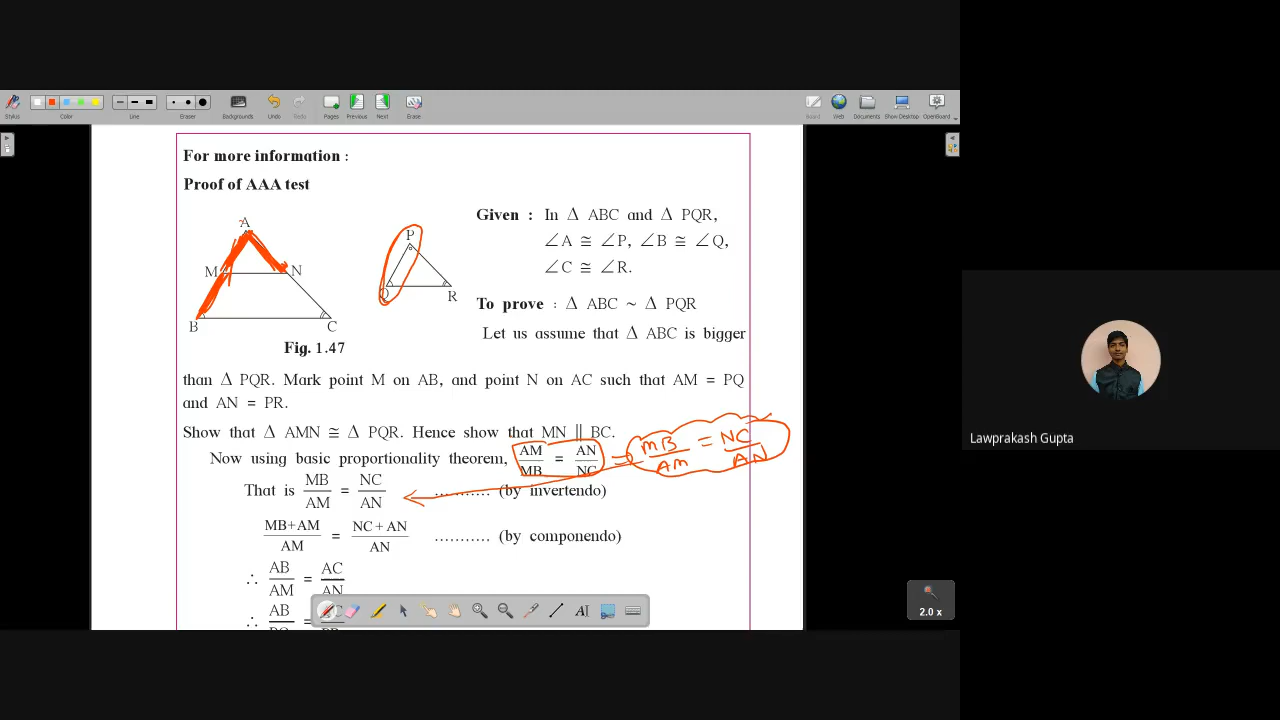 Stylus Color Line Eraser Backgrounds Undo Redo Pages Previous Next Erase Board Web Documents Show Desktop OpenBoard
For more information :
Proof of AAA test
A
M N
B C
Fig. 1.47
P
Q R
Given : In Δ ABC and Δ PQR,
∠A ≅ ∠P, ∠B ≅ ∠Q,
∠C ≅ ∠R.
To prove : Δ ABC ~ Δ PQR
Let us assume that Δ ABC is bigger
than Δ PQR. Mark point M on AB, and point N on AC such that AM = PQ
and AN = PR.
Show that Δ AMN ≅ Δ PQR. Hence show that MN || BC.
Now using basic proportionality theorem, AM/MB = AN/NC
MB/AM = NC/AN
That is MB/AM = NC/AN ........... (by invertendo)
MB+AM/AM = NC + AN/AN ........... (by componendo)
∴ AB/AM = AC/AN
∴ AB =
2.0 x
Lawprakash Gupta